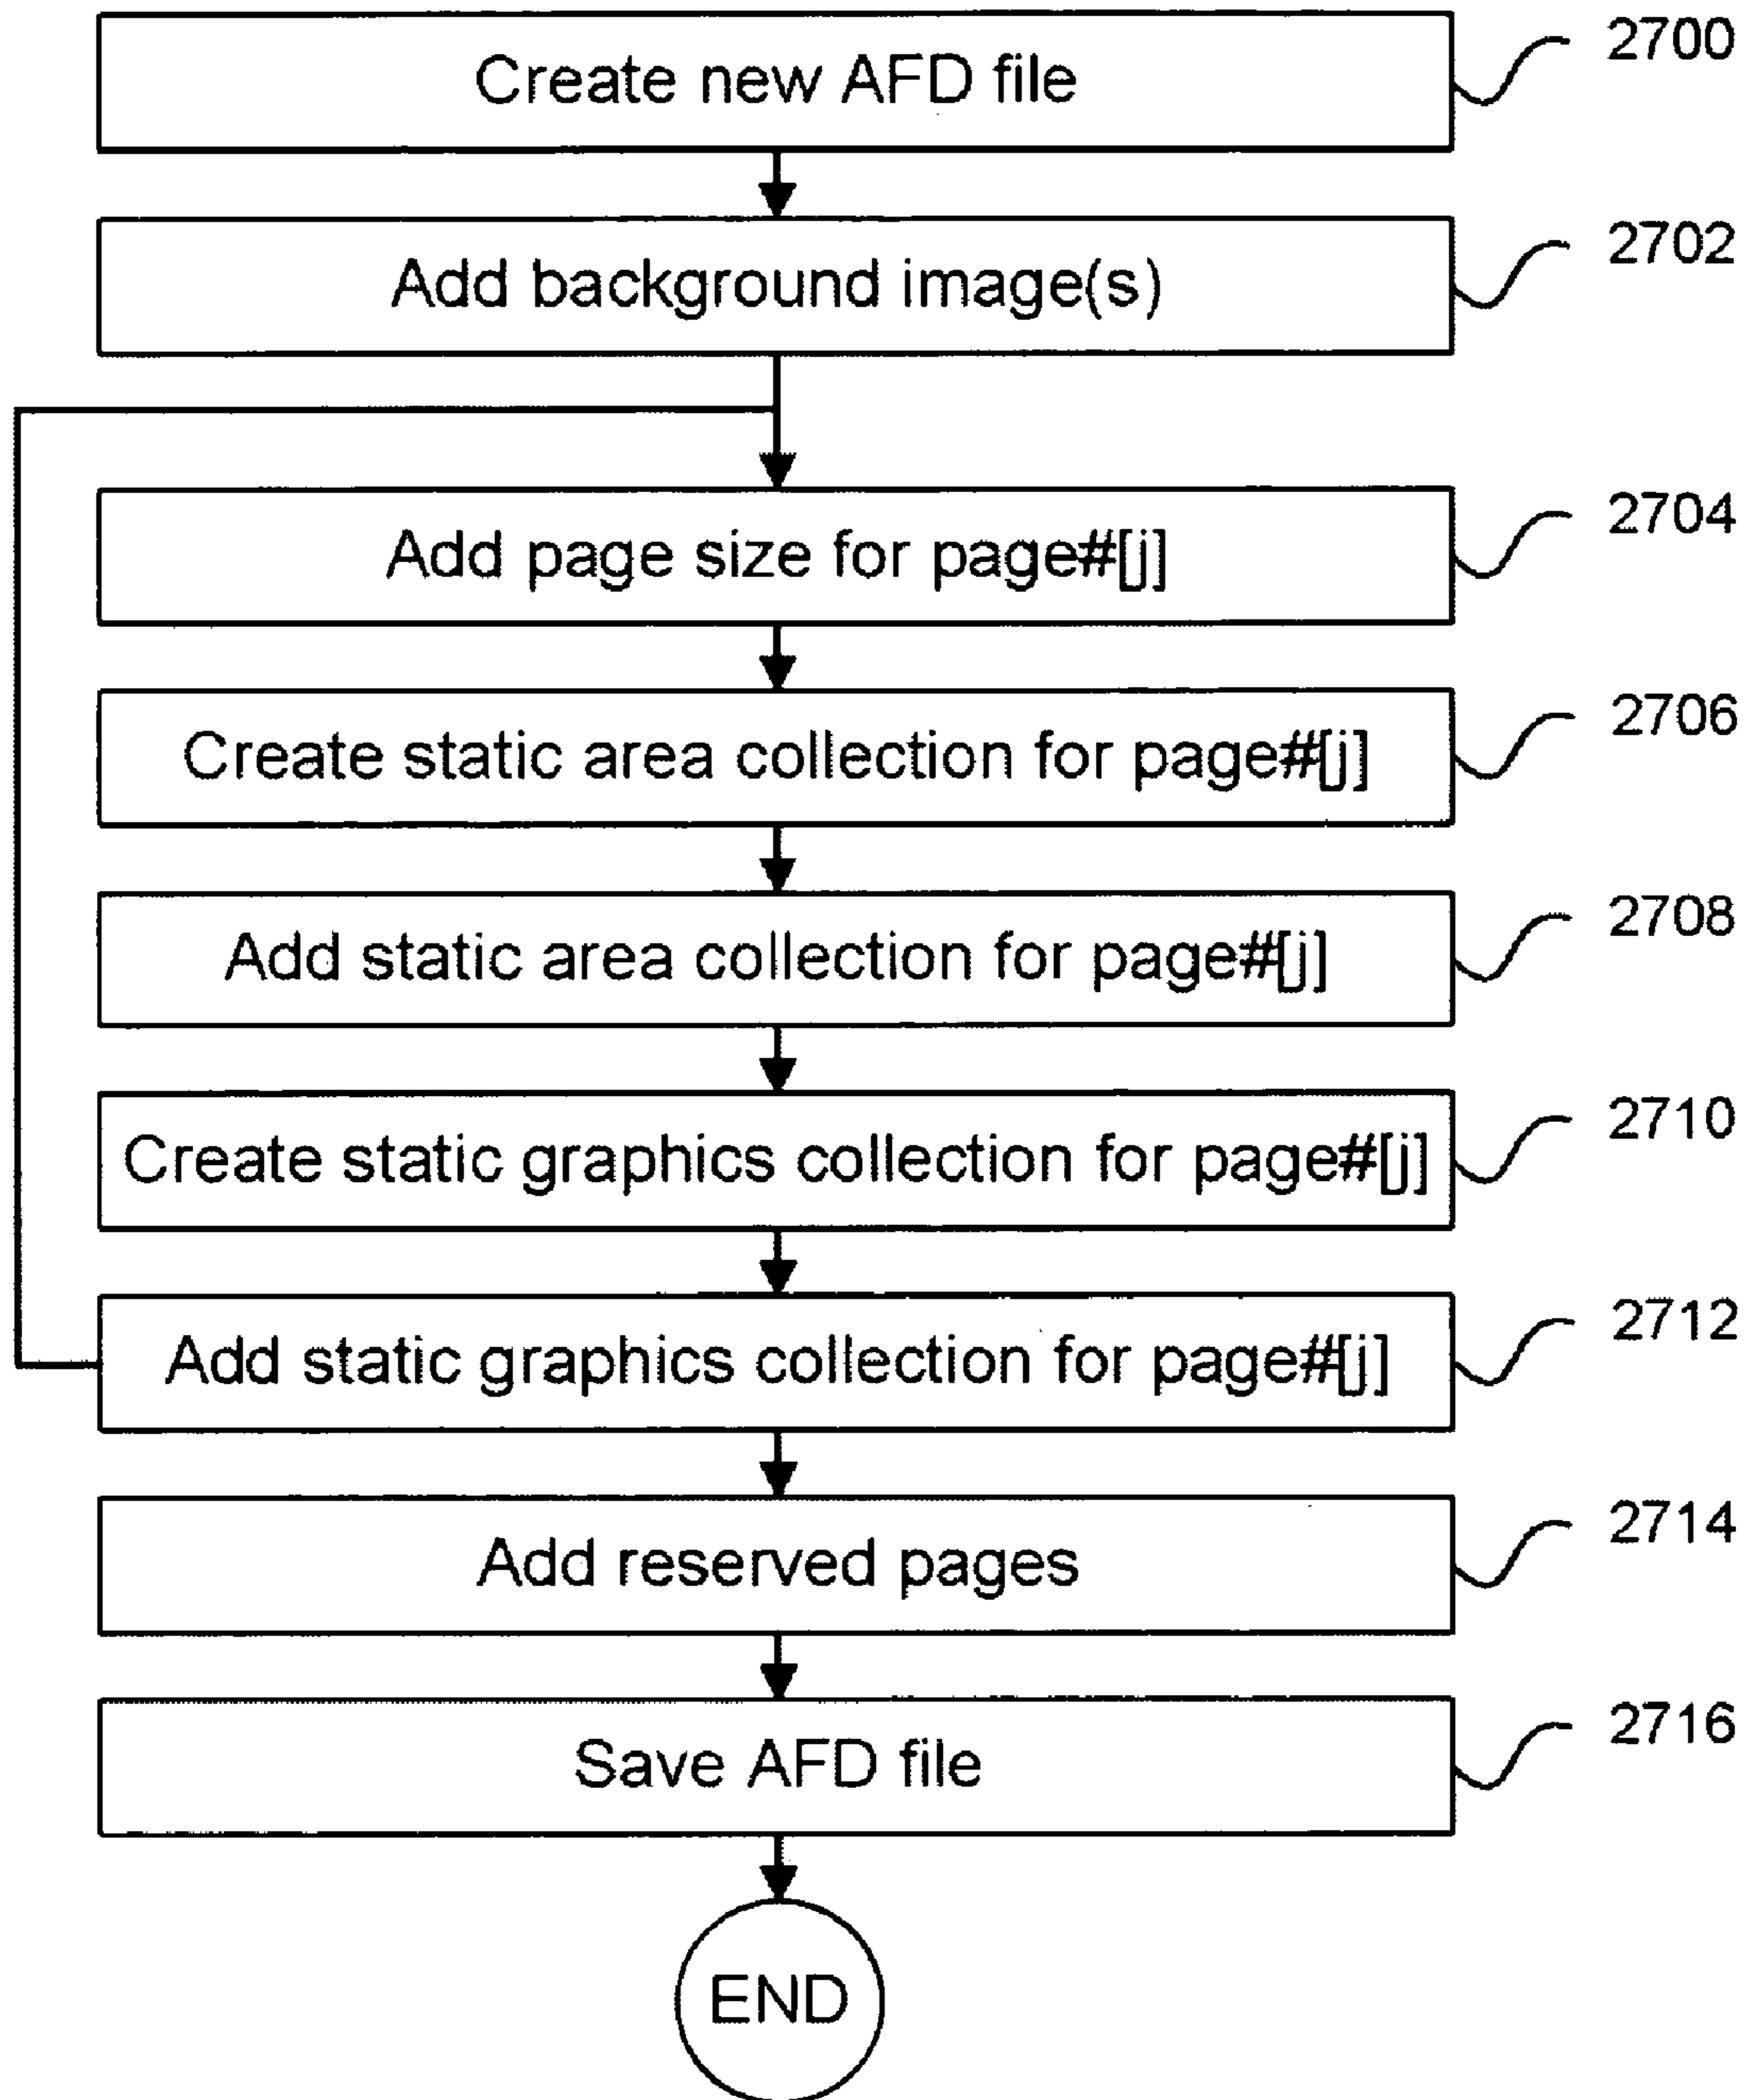 Create new AFD file
2700
Add background image(s)
2702
Add page size for page#[j]
2704
Create static area collection for page#[j]
2706
Add static area collection for page#[j]
2708
Create static graphics collection for page#[j]
2710
Add static graphics collection for page#[j]
2712
Add reserved pages
2714
Save AFD file
2716
END